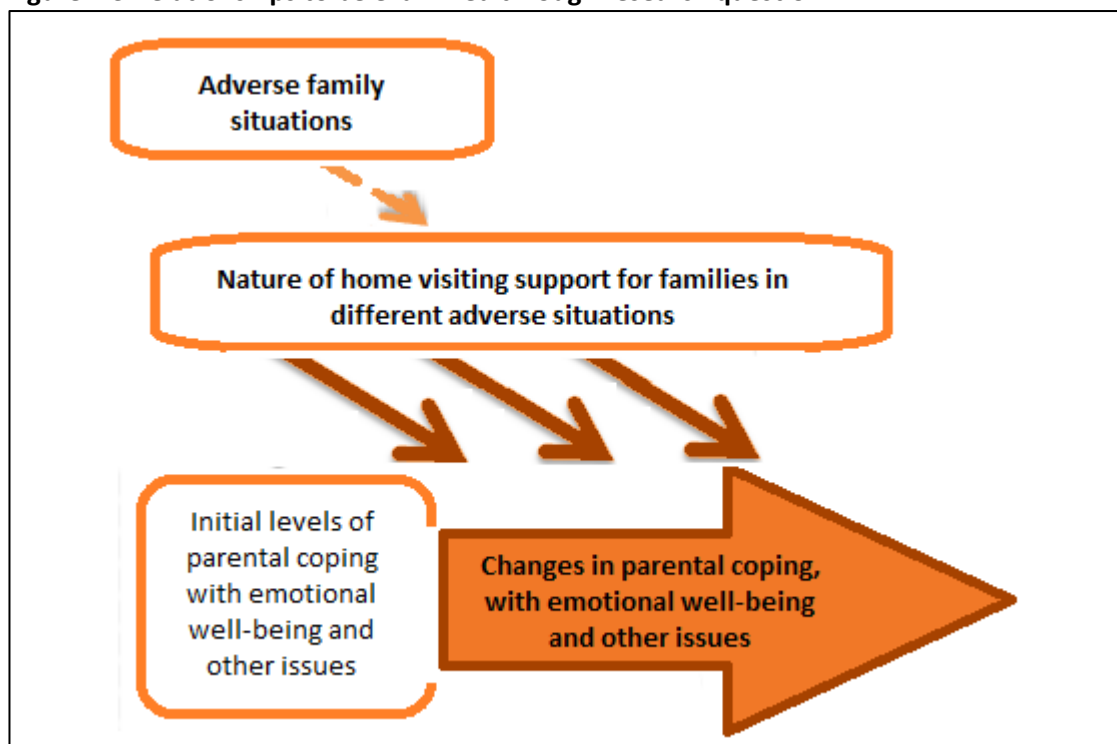 Adverse family
situations
Nature of home visiting support for families in
different adverse situations
Initial levels of
parental coping
with emotional
well-being and
other issues
Changes in parental coping,
with emotional well-being
and other issues